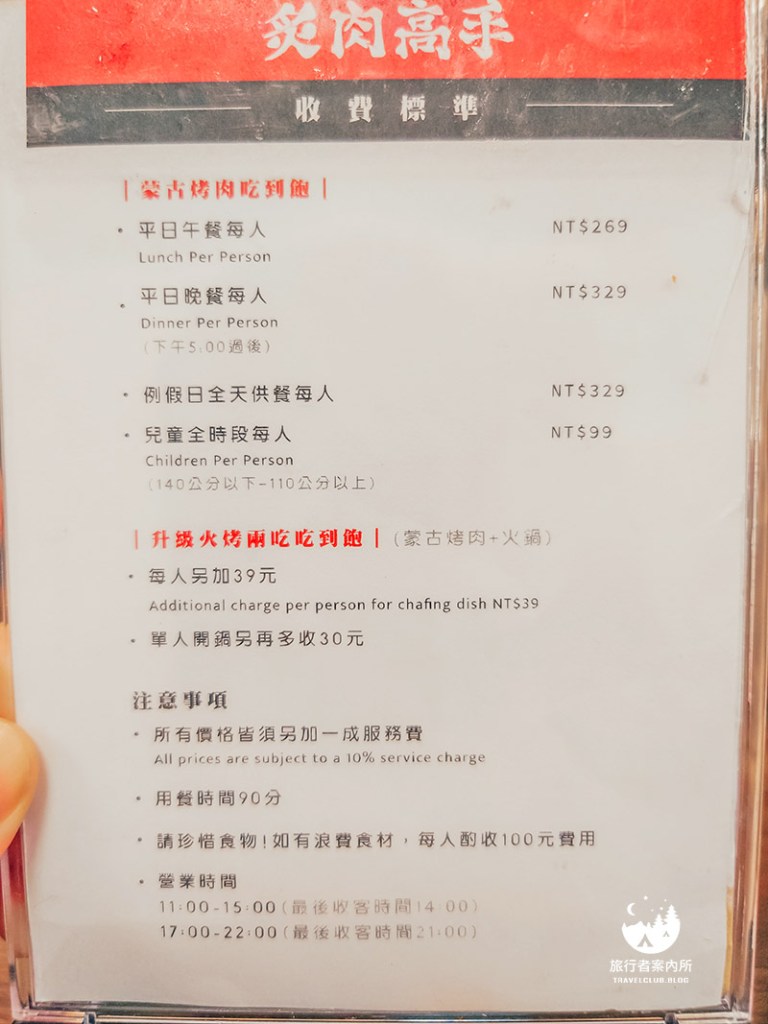 炙肉高手
收費標準
｜蒙古烤肉吃到飽｜
• 平日午餐每人 NT$269
Lunch Per Person
• 平日晚餐每人 NT$329
Dinner Per Person
(下午5:00過後)
• 例假日全天供餐每人 NT$329
• 兒童全時段每人 NT$99
Children Per Person
(140公分以下-110公分以上)
｜升級火烤兩吃吃到飽｜(蒙古烤肉+火鍋)
• 每人另加39元
Additional charge per person for chafing dish NT$39
• 單人開鍋另再多收30元
注意事項
• 所有價格皆須另加一成服務費
All prices are subject to a 10% service charge
• 用餐時間90分
• 請珍惜食物!如有浪費食材，每人酌收100元費用
• 營業時間
11:00-15:00(最後收客時間14:00)
17:00-22:00(最後收客時間21:00)
旅行者案內所
TRAVELCLUB.BLOG